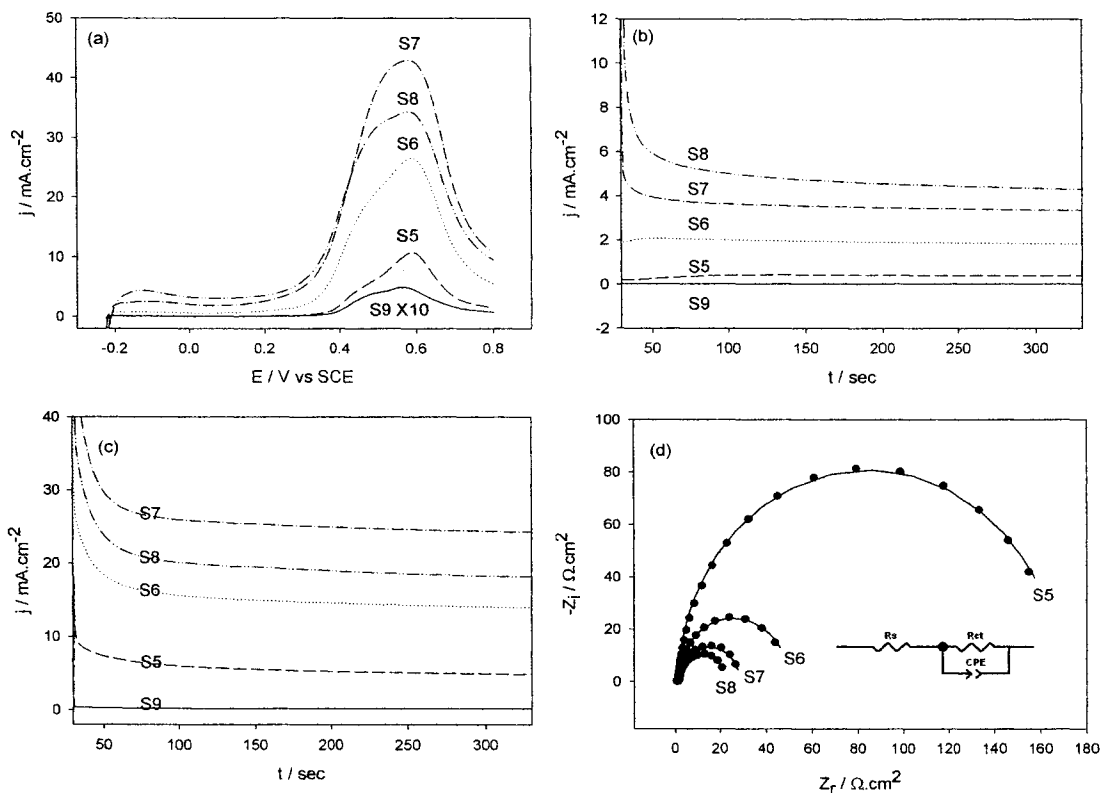 (a)
50
40
30
20
10
0
j / mA.cm-2
S7
S8
S6
S5
S9 X10
-0.2 0.0 0.2 0.4 0.6 0.8
E / V vs SCE
(b)
12
10
8
6
4
2
0
-2
j / mA.cm-2
S8
S7
S6
S5
S9
50 100 150 200 250 300
t / sec
(c)
40
30
20
10
0
j / mA.cm-2
S7
S8
S6
S5
S9
50 100 150 200 250 300
t / sec
(d)
100
80
60
40
20
0
-Zi / Ω.cm2
S5
S6
S7
S8
Rs
Rct
CPE
0 20 40 60 80 100 120 140 160 180
Zr / Ω.cm2